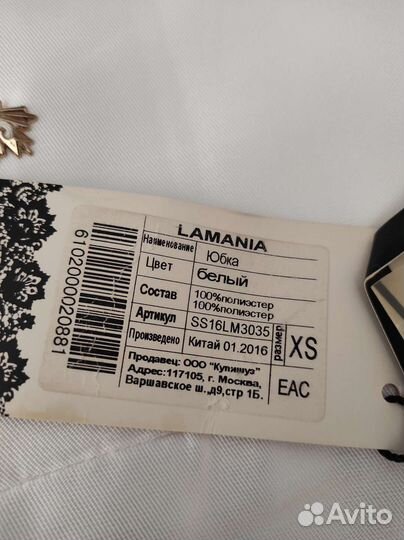 LAMANIA
Наименование Юбка
Цвет белый
Состав 100%полиэстер
100%полиэстер
Артикул SS16LM3035
Произведено Китай 01.2016
размер XS
Продавец: ООО "Купишуз"
Адрес:117105, г. Москва,
Варшавское ш.,д9,стр 1Б.
EAC
6102000020881
Avito